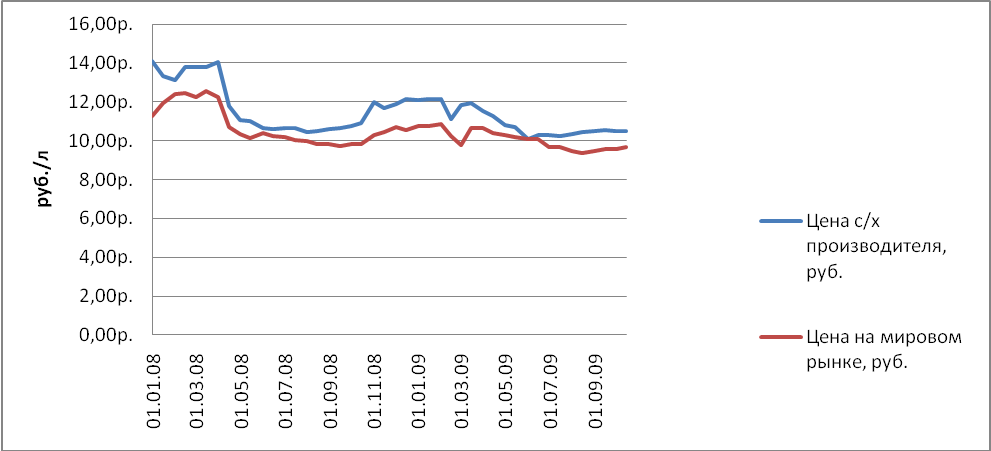 16,00р.
14,00р.
12,00р.
10,00р.
8,00р.
6,00р.
4,00р.
2,00р.
0,00р.
руб./л
01.01.08
01.03.08
01.05.08
01.07.08
01.09.08
01.11.08
01.01.09
01.03.09
01.05.09
01.07.09
01.09.09
Цена с/х
производителя,
руб.
Цена на мировом
рынке, руб.